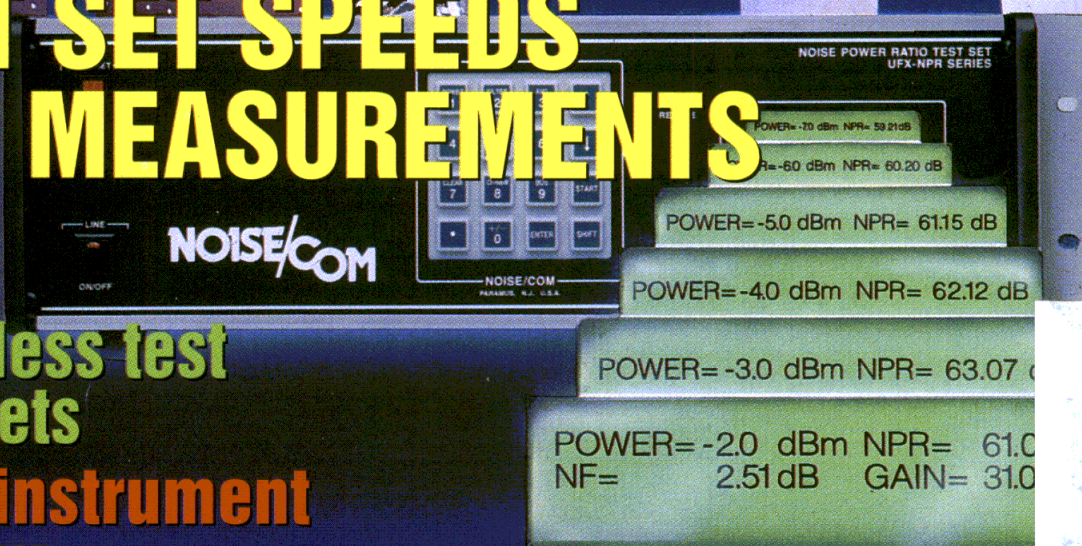 T SET SPEEDS
MEASUREMENTS
NOISE POWER RATIO TEST SET
UFX-NPR SERIES
POWER= -7.0 dBm NPR= 59.21dB
R=-6.0 dBm NPR= 60.20 dB
POWER= -5.0 dBm NPR= 61.15 dB
POWER= -4.0 dBm NPR= 62.12 dB
POWER= -3.0 dBm NPR= 63.07
POWER= -2.0 dBm NPR= 61.0
NF= 2.51 dB GAIN= 31.0
LINE
ON/OFF
NOISE/COM
1 2 3
4 6
CLEAR 7 8 BUS 9 START
. +/- 0 ENTER SHIFT
NOISE/COM
PARAMUS, N.J. U.S.A.
less test
ets
instrument